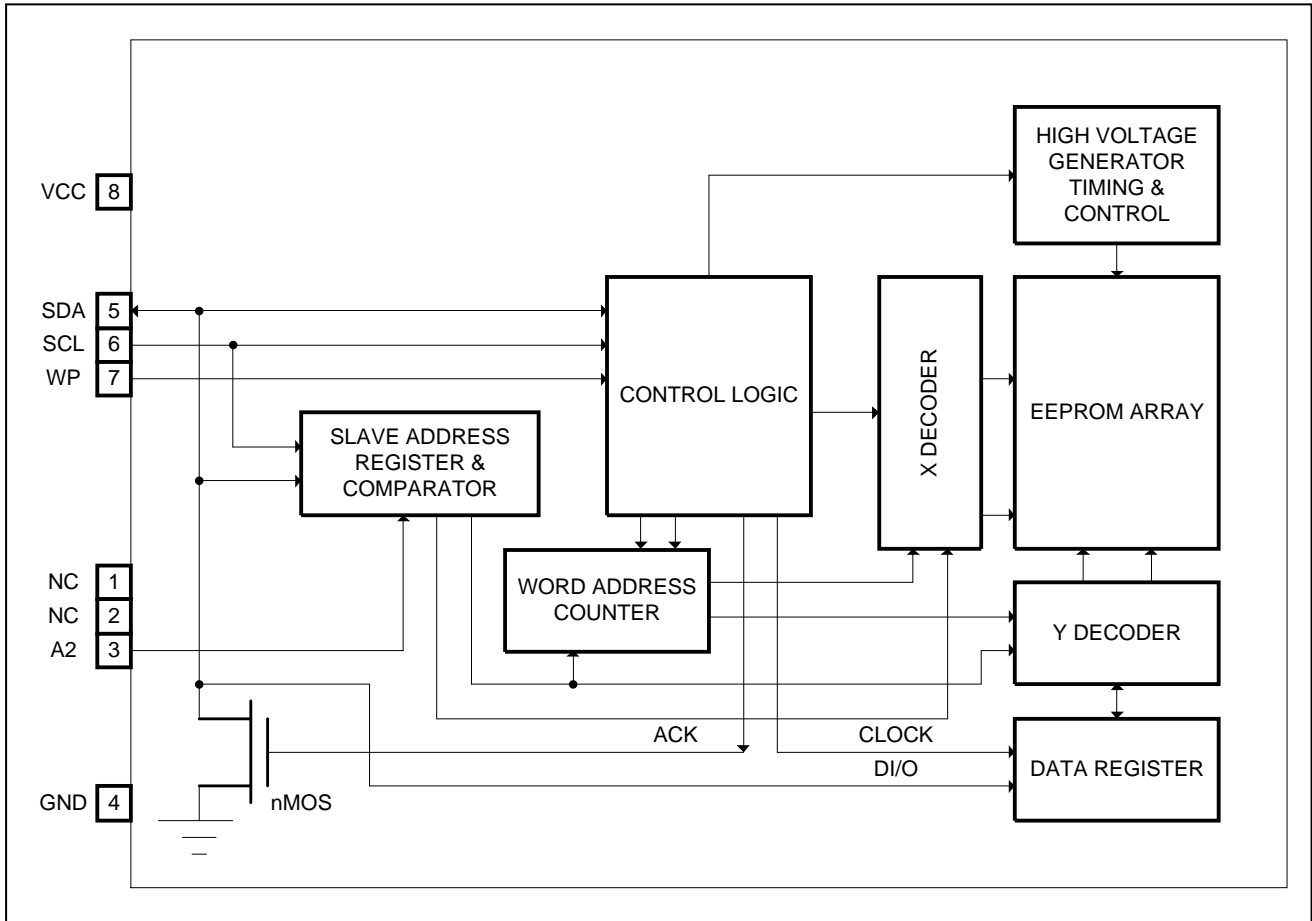 HIGH VOLTAGE
GENERATOR
TIMING &
CONTROL
VCC 8
SDA 5
SCL 6
WP 7
CONTROL LOGIC
X DECODER
EEPROM ARRAY
SLAVE ADDRESS
REGISTER &
COMPARATOR
NC 1
NC 2
A2 3
WORD ADDRESS
COUNTER
Y DECODER
ACK
CLOCK
DI/O
DATA REGISTER
GND 4
nMOS